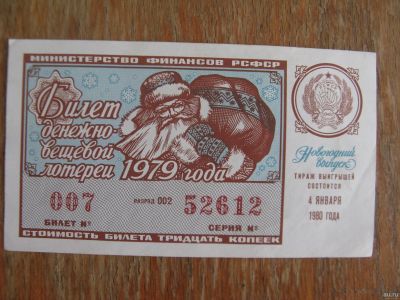 МИНИСТЕРСТВО ФИНАНСОВ РСФСР
Билет
денежно-
вещевой
лотереи 1979 года
007 РАЗРЯД 002 52612
БИЛЕТ № СЕРИЯ №
СТОИМОСТЬ БИЛЕТА ТРИДЦАТЬ КОПЕЕК
Новогодний
выпуск
ТИРАЖ ВЫИГРЫШЕЙ
СОСТОИТСЯ
4 ЯНВАРЯ
1980 ГОДА